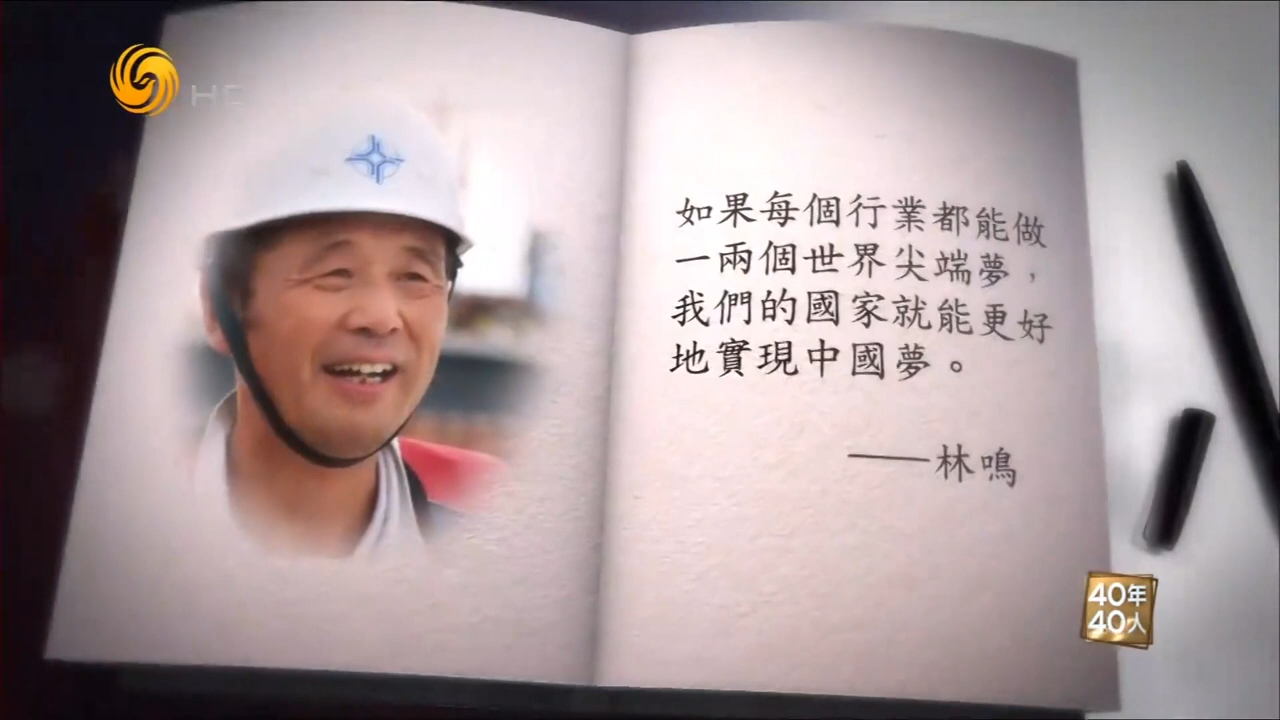 如果每個行業都能做
一兩個世界尖端夢，
我們的國家就能更好
地實現中國夢。
——林鳴
40年
40人